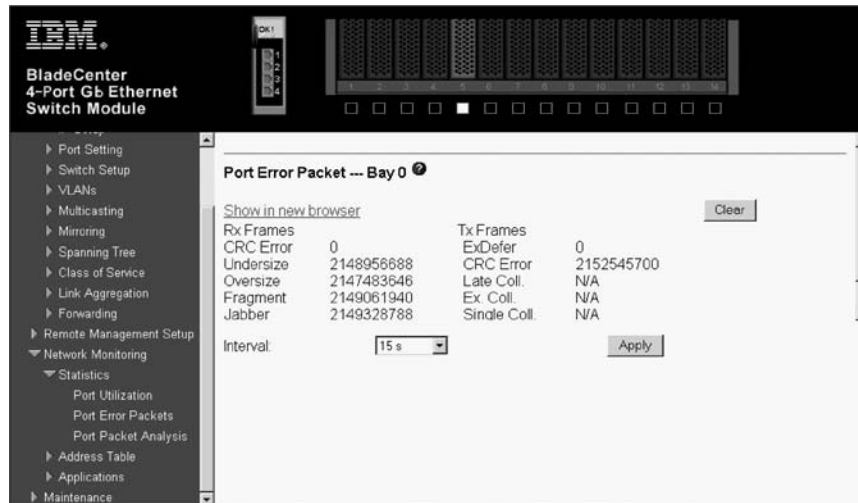 IBM.
BladeCenter
4-Port Gb Ethernet
Switch Module
OK!
1
2
3
4
1 2 3 4 5 6 7 8 9 10 11 12 13 14
Port Setting
Switch Setup
VLANs
Multicasting
Mirroring
Spanning Tree
Class of Service
Link Aggregation
Forwarding
Remote Management Setup
Network Monitoring
Statistics
Port Utilization
Port Error Packets
Port Packet Analysis
Address Table
Applications
Maintenance
Port Error Packet --- Bay 0 ?
Show in new browser Clear
Rx Frames Tx Frames
CRC Error 0 ExDefer 0
Undersize 2148956688 CRC Error 2152545700
Oversize 2147483646 Late Coll. N/A
Fragment 2149061940 Ex. Coll. N/A
Jabber 2149328788 Single Coll. N/A
Interval: 15 s Apply